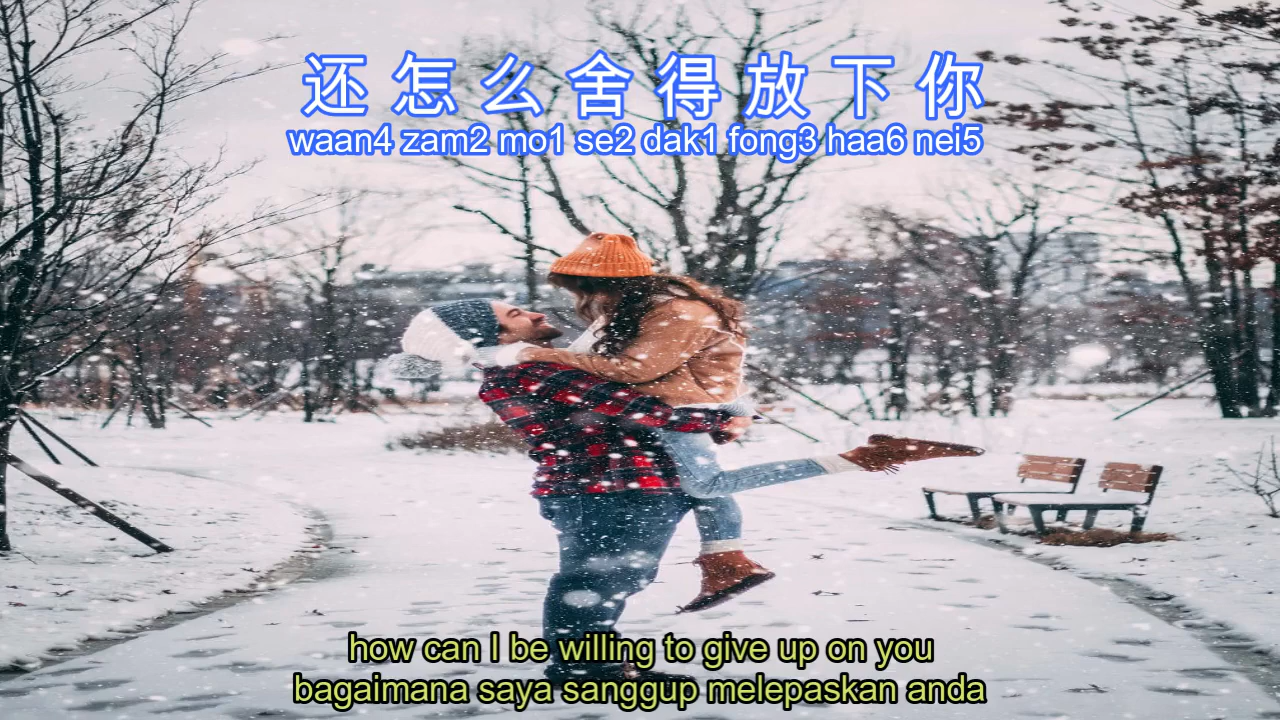 还怎么舍得放下你
waan4 zam2 mo1 se2 dak1 fong3 haa6 nei5
how can I be willing to give up on you
bagaimana saya sanggup melepaskan anda